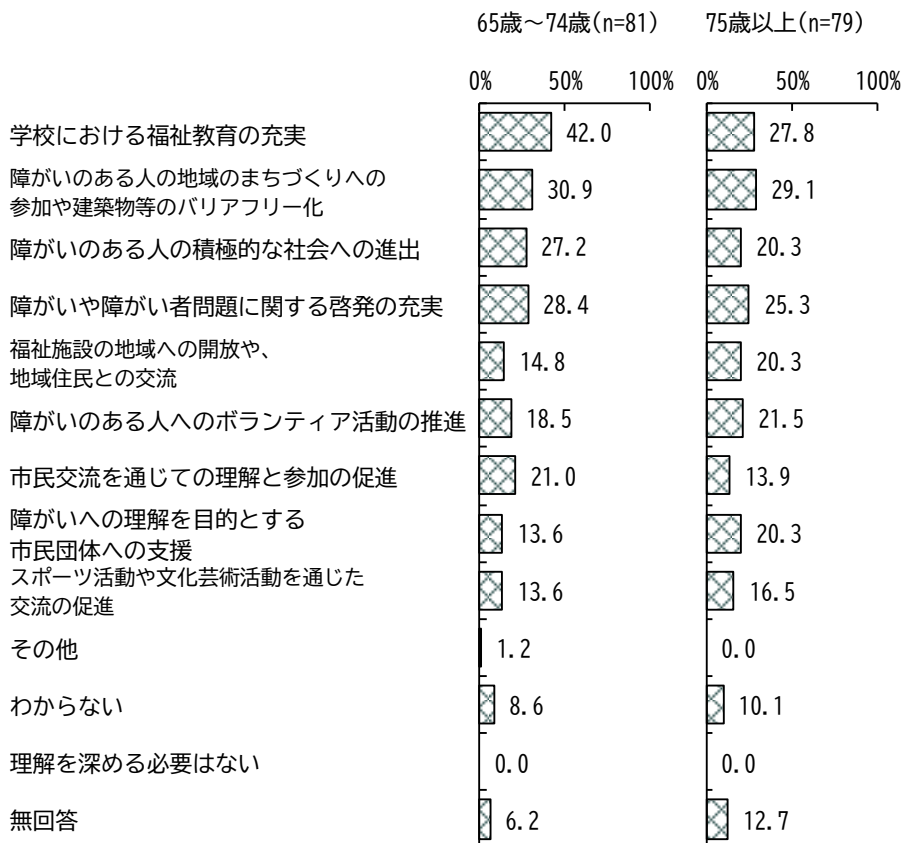 65歳～74歳(n=81) 75歳以上(n=79)
0% 50% 100% 0% 50% 100%
学校における福祉教育の充実 42.0 27.8
障がいのある人の地域のまちづくりへの
参加や建築物等のバリアフリー化 30.9 29.1
障がいのある人の積極的な社会への進出 27.2 20.3
障がいや障がい者問題に関する啓発の充実 28.4 25.3
福祉施設の地域への開放や、
地域住民との交流 14.8 20.3
障がいのある人へのボランティア活動の推進 18.5 21.5
市民交流を通じての理解と参加の促進 21.0 13.9
障がいへの理解を目的とする
市民団体への支援 13.6 20.3
スポーツ活動や文化芸術活動を通じた
交流の促進 13.6 16.5
その他 1.2 0.0
わからない 8.6 10.1
理解を深める必要はない 0.0 0.0
無回答 6.2 12.7